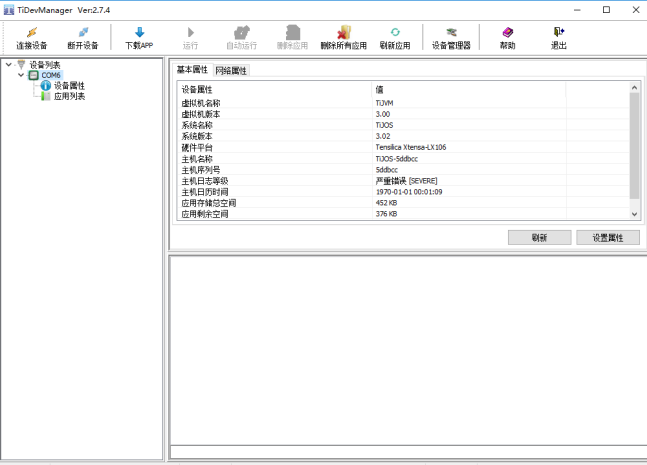 TiDevManager Ver:2.7.4
连接设备 断开设备 下载APP 运行 自动运行 删除应用 删除所有应用 刷新应用 设备管理器 帮助 退出
设备列表
COM6
设备属性
应用列表
基本属性 网络属性
设备属性 值
虚拟机名称 TiJVM
虚拟机版本 3.00
系统名称 TiJOS
系统版本 3.02
硬件平台 Tensilica Xtensa-LX106
主机名称 TiJOS-5ddbcc
主机序列号 5ddbcc
主机日志等级 严重错误 [SEVERE]
主机日历时间 1970-01-01 00:01:09
应用存储总空间 452 KB
应用剩余空间 376 KB
刷新 设置属性